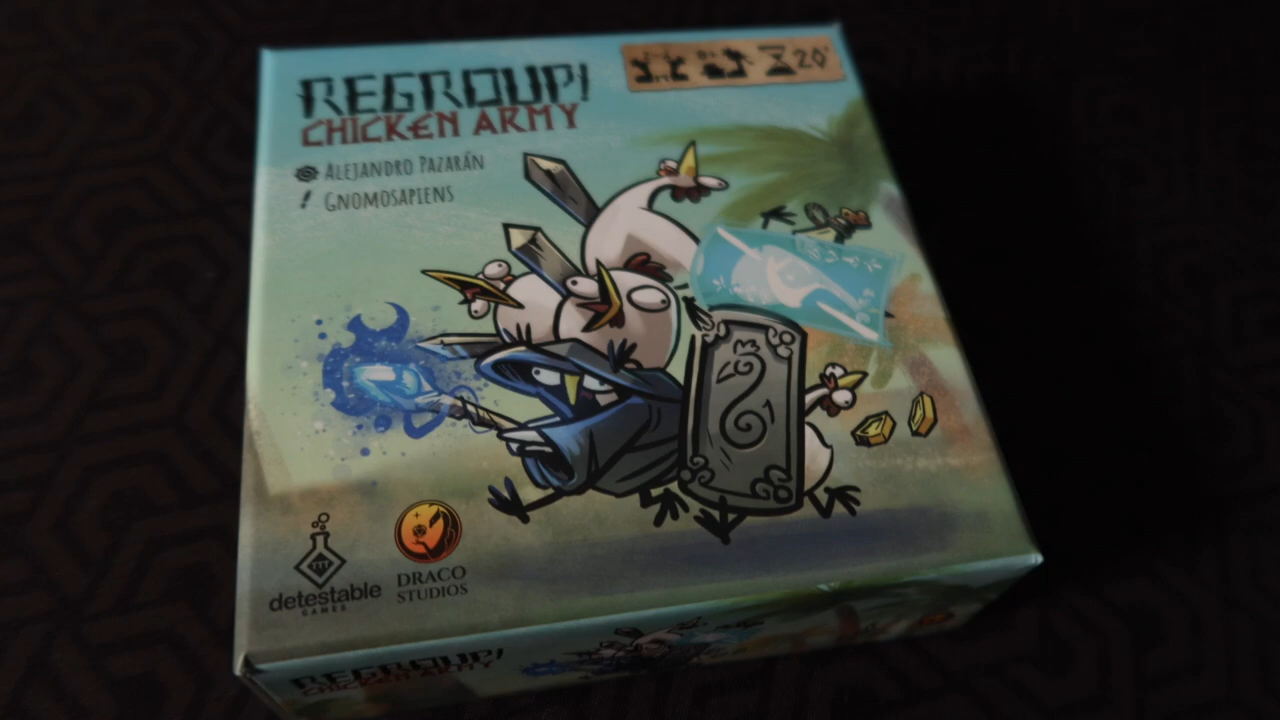 REGROUP!
CHICKEN ARMY
20'
ALEJANDRO PAZARÁN
GNOMOSAPIENS
detestable
GAMES
DRACO
STUDIOS
REGROUP!
CHICKEN ARMY